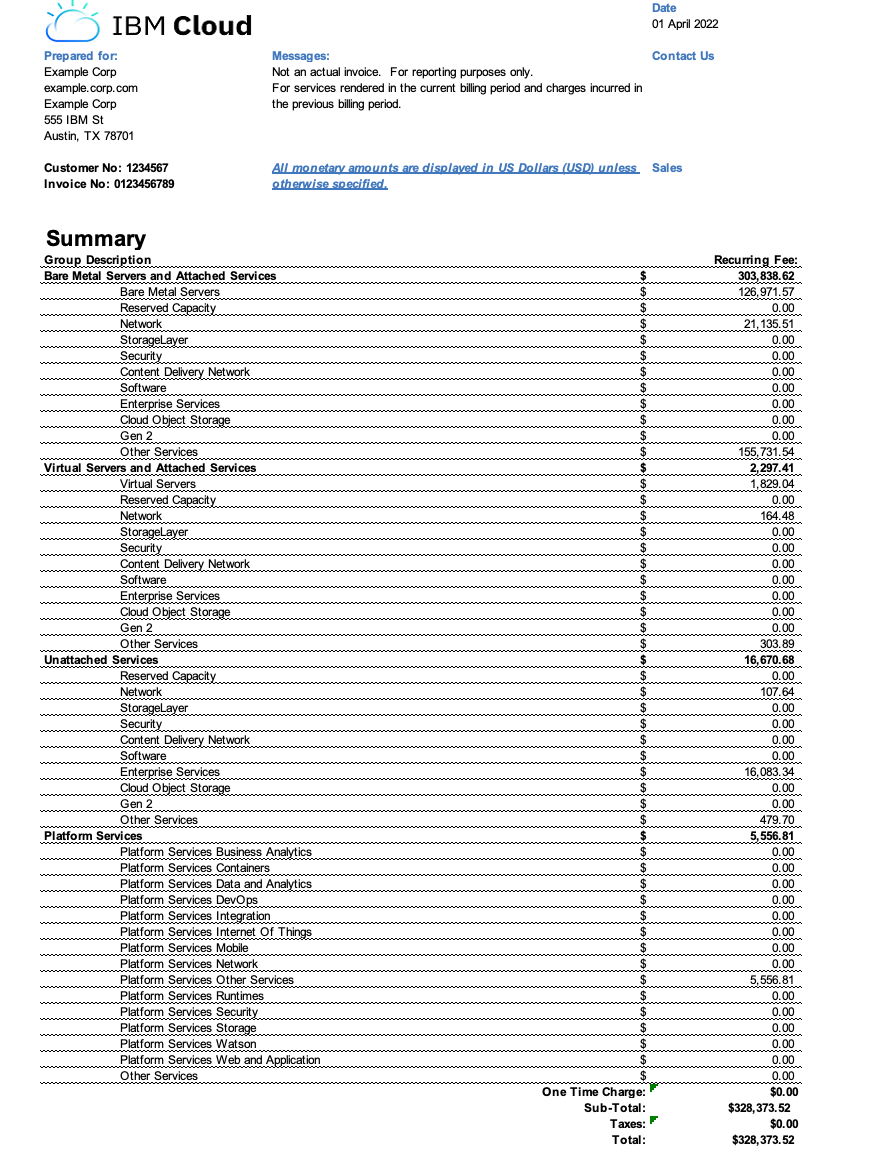 IBM Cloud
Date
01 April 2022
Prepared for:
Example Corp
example.corp.com
Example Corp
555 IBM St
Austin, TX 78701
Messages:
Not an actual invoice. For reporting purposes only.
For services rendered in the current billing period and charges incurred in
the previous billing period.
Contact Us
Customer No: 1234567
Invoice No: 0123456789
All monetary amounts are displayed in US Dollars (USD) unless
otherwise specified.
Sales
Summary
Group Description Recurring Fee:
Bare Metal Servers and Attached Services $ 303,838.62
Bare Metal Servers $ 126,971.57
Reserved Capacity $ 0.00
Network $ 21,135.51
StorageLayer $ 0.00
Security $ 0.00
Content Delivery Network $ 0.00
Software $ 0.00
Enterprise Services $ 0.00
Cloud Object Storage $ 0.00
Gen 2 $ 0.00
Other Services $ 155,731.54
Virtual Servers and Attached Services $ 2,297.41
Virtual Servers $ 1,829.04
Reserved Capacity $ 0.00
Network $ 164.48
StorageLayer $ 0.00
Security $ 0.00
Content Delivery Network $ 0.00
Software $ 0.00
Enterprise Services $ 0.00
Cloud Object Storage $ 0.00
Gen 2 $ 0.00
Other Services $ 303.89
Unattached Services $ 16,670.68
Reserved Capacity $ 0.00
Network $ 107.64
StorageLayer $ 0.00
Security $ 0.00
Content Delivery Network $ 0.00
Software $ 0.00
Enterprise Services $ 16,083.34
Cloud Object Storage $ 0.00
Gen 2 $ 0.00
Other Services $ 479.70
Platform Services $ 5,556.81
Platform Services Business Analytics $ 0.00
Platform Services Containers $ 0.00
Platform Services Data and Analytics $ 0.00
Platform Services DevOps $ 0.00
Platform Services Integration $ 0.00
Platform Services Internet Of Things $ 0.00
Platform Services Mobile $ 0.00
Platform Services Network $ 0.00
Platform Services Other Services $ 5,556.81
Platform Services Runtimes $ 0.00
Platform Services Security $ 0.00
Platform Services Storage $ 0.00
Platform Services Watson $ 0.00
Platform Services Web and Application $ 0.00
Other Services $ 0.00
One Time Charge: $0.00
Sub-Total: $328,373.52
Taxes: $0.00
Total: $328,373.52